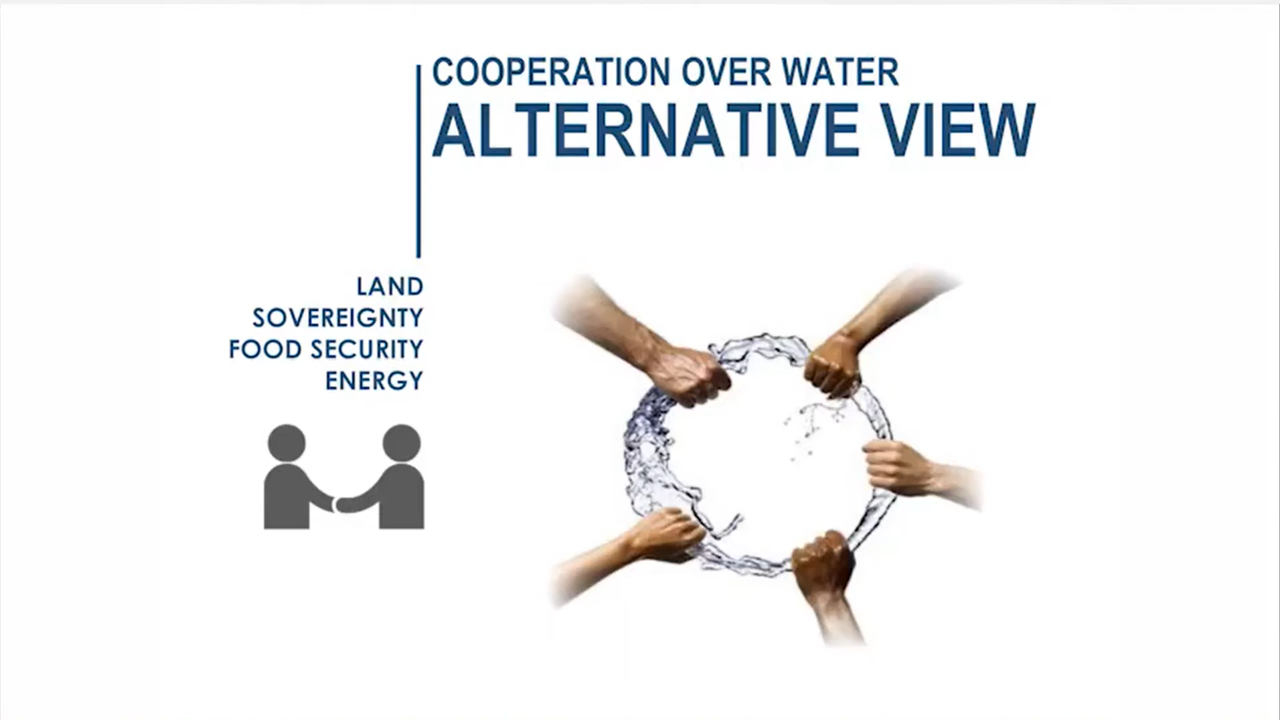 COOPERATION OVER WATER
ALTERNATIVE VIEW
LAND
SOVEREIGNTY
FOOD SECURITY
ENERGY